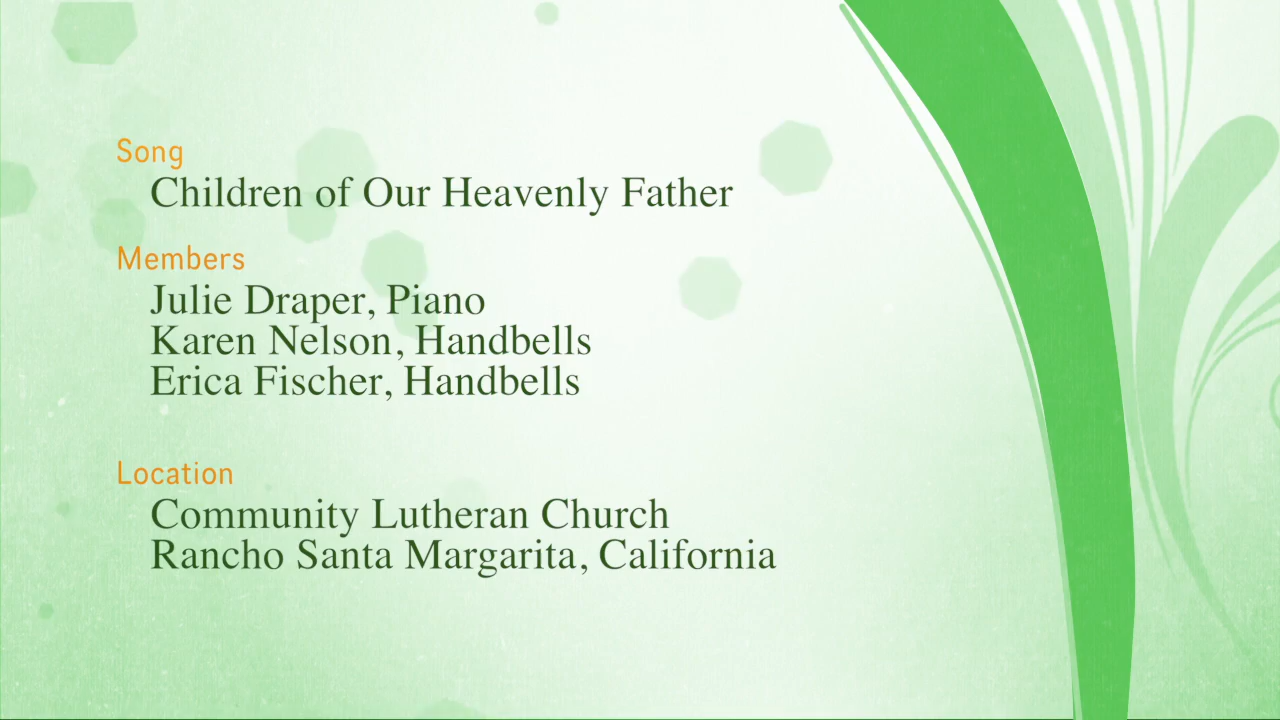 Song
Children of Our Heavenly Father
Members
Julie Draper, Piano
Karen Nelson, Handbells
Erica Fischer, Handbells
Location
Community Lutheran Church
Rancho Santa Margarita, California